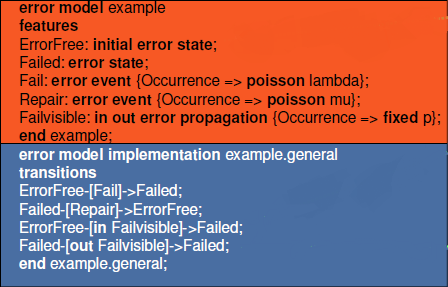 error model example
features
ErrorFree: initial error state;
Failed: error state;
Fail: error event {Occurrence => poisson lambda};
Repair: error event {Occurrence => poisson mu};
Failvisible: in out error propagation {Occurrence => fixed p};
end example;
error model implementation example.general
transitions
ErrorFree-[Fail]->Failed;
Failed-[Repair]->ErrorFree;
ErrorFree-[in Failvisible]->Failed;
Failed-[out Failvisible]->Failed;
end example.general;